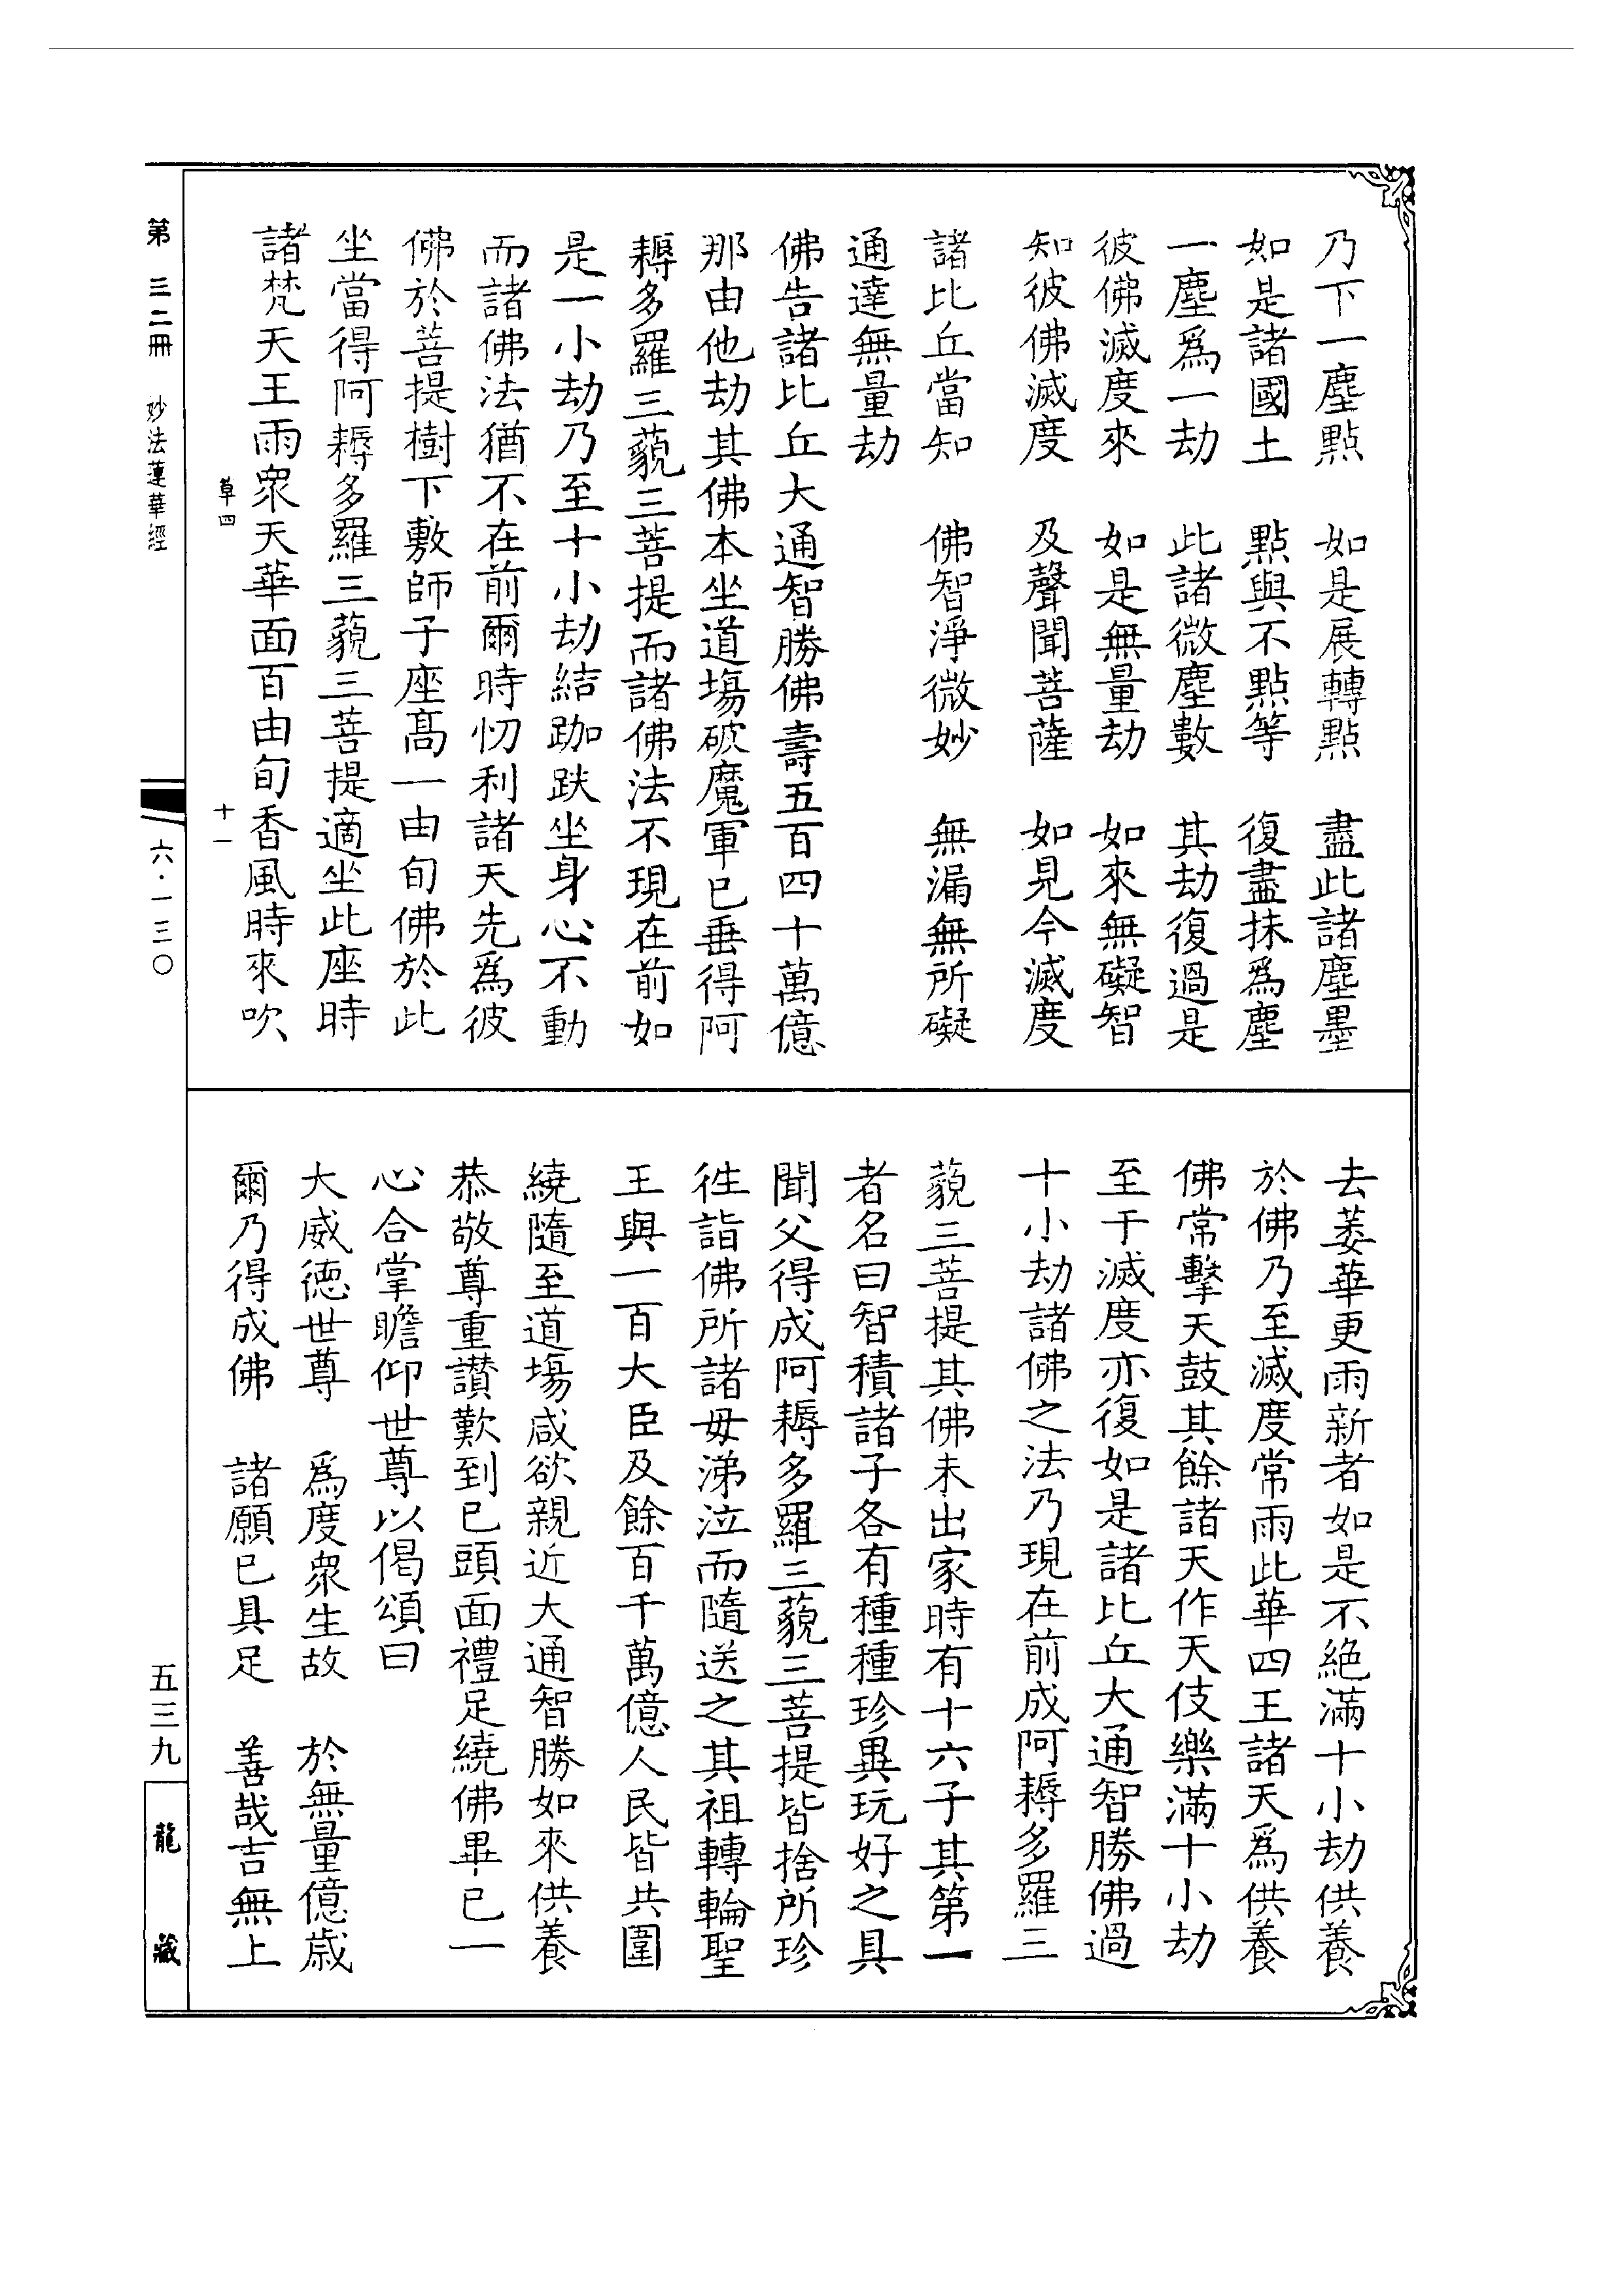 乃下一塵點　如是展轉點　盡此諸塵墨
如是諸國土　點與不點等　復盡抹爲塵
一塵爲一劫　此諸微塵數　其劫復過是
彼佛滅度來　如是無量劫　如來無礙智
知彼佛滅度　及聲聞菩薩　如見今滅度
諸比丘當知　佛智淨微妙　無漏無所礙
通達無量劫
佛告諸比丘大通智勝佛壽五百四十萬億
那由他劫其佛本坐道場破魔軍已垂得阿
耨多羅三藐三菩提而諸佛法不現在前如
是一小劫乃至十小劫結跏趺坐身心不動
而諸佛法猶不在前爾時忉利諸天先爲彼
佛於菩提樹下敷師子座高一由旬佛於此
坐當得阿耨多羅三藐三菩提適坐此座時
諸梵天王雨衆天華面百由旬香風時來吹
草四　十一
去萎華更雨新者如是不絕滿十小劫供養
於佛乃至滅度常雨此華四王諸天爲供養
佛常擊天鼓其餘諸天作天伎樂滿十小劫
至于滅度亦復如是諸比丘大通智勝佛過
十小劫諸佛之法乃現在前成阿耨多羅三
藐三菩提其佛未出家時有十六子其第一
者名曰智積諸子各有種種珍異玩好之具
聞父得成阿耨多羅三藐三菩提皆捨所珍
徃詣佛所諸母涕泣而隨送之其祖轉輪聖
王與一百大臣及餘百千萬億人民皆共圍
繞隨至道場咸欲親近大通智勝如來供養
恭敬尊重讚歎到已頭面禮足繞佛畢已一
心合掌瞻仰世尊以偈頌曰
大威德世尊　爲度衆生故　於無量億歲
爾乃得成佛　諸願已具足　善哉吉無上
第三二冊　妙法蓮華經
六·一三〇
五三九
龍藏